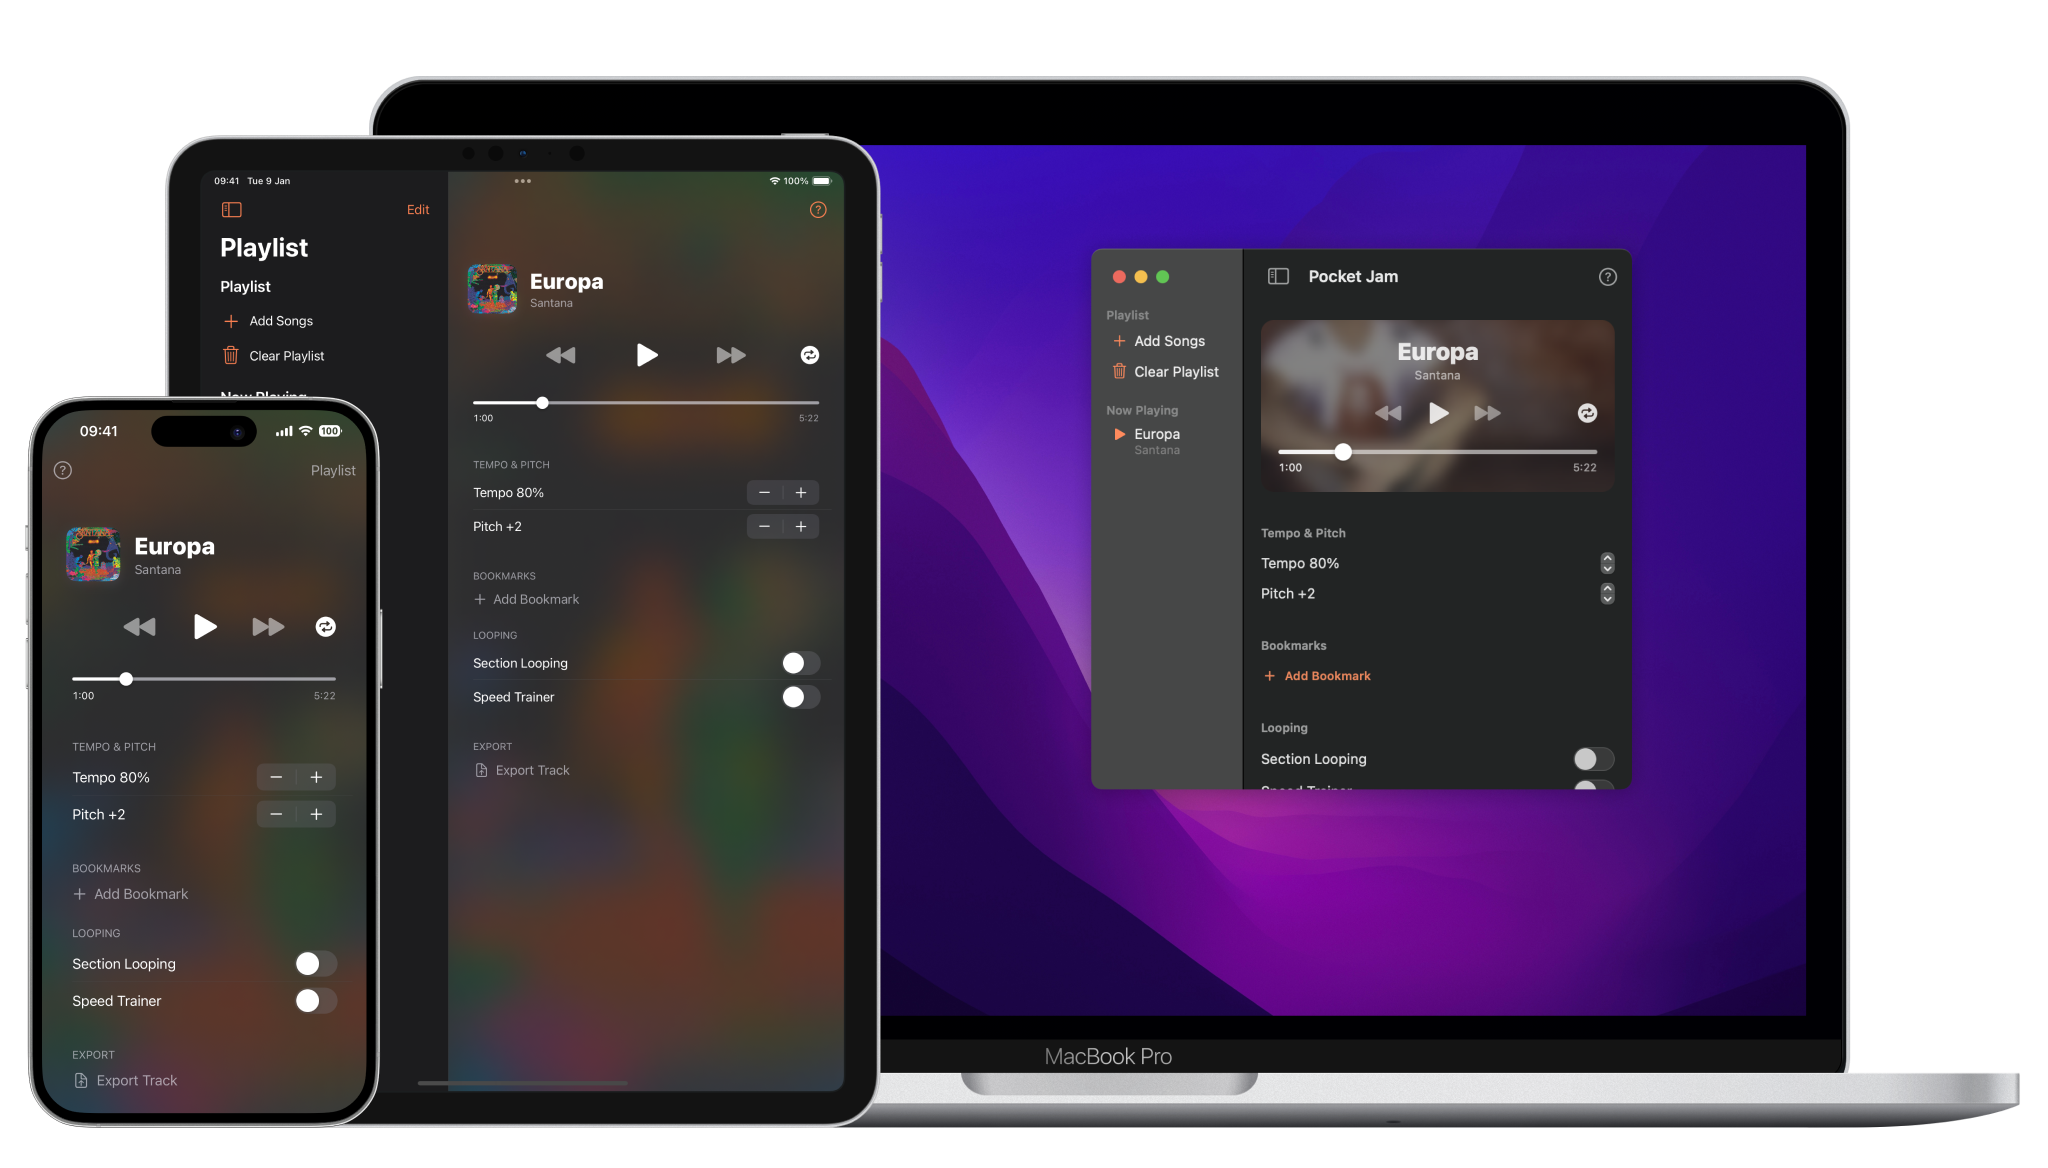 09:41 Tue 9 Jan
100%
Edit
Playlist
Playlist
Add Songs
Clear Playlist
Now Playing
Europa
Santana
1:00
5:22
TEMPO & PITCH
Tempo 80%
Pitch +2
BOOKMARKS
Add Bookmark
LOOPING
Section Looping
Speed Trainer
EXPORT
Export Track
09:41
100
Playlist
Europa
Santana
1:00
5:22
TEMPO & PITCH
Tempo 80%
Pitch +2
BOOKMARKS
Add Bookmark
LOOPING
Section Looping
Speed Trainer
EXPORT
Export Track
Pocket Jam
Playlist
Add Songs
Clear Playlist
Now Playing
Europa
Santana
Europa
Santana
1:00
5:22
Tempo & Pitch
Tempo 80%
Pitch +2
Bookmarks
Add Bookmark
Looping
Section Looping
Speed Trainer
MacBook Pro